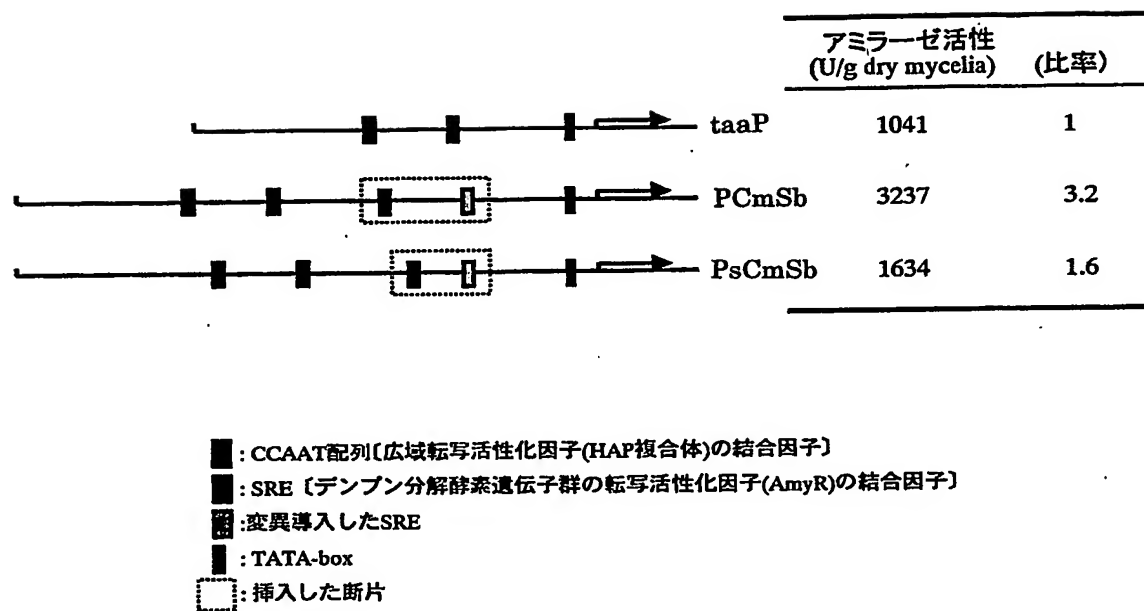 アミラーゼ活性
(U/g dry mycelia) (比率)
taaP 1041 1
PCmSb 3237 3.2
PsCmSb 1634 1.6
: CCAAT配列〔広域転写活性化因子(HAP複合体)の結合因子〕
: SRE〔デンプン分解酵素遺伝子群の転写活性化因子(AmyR)の結合因子〕
:変異導入したSRE
: TATA-box
: 挿入した断片